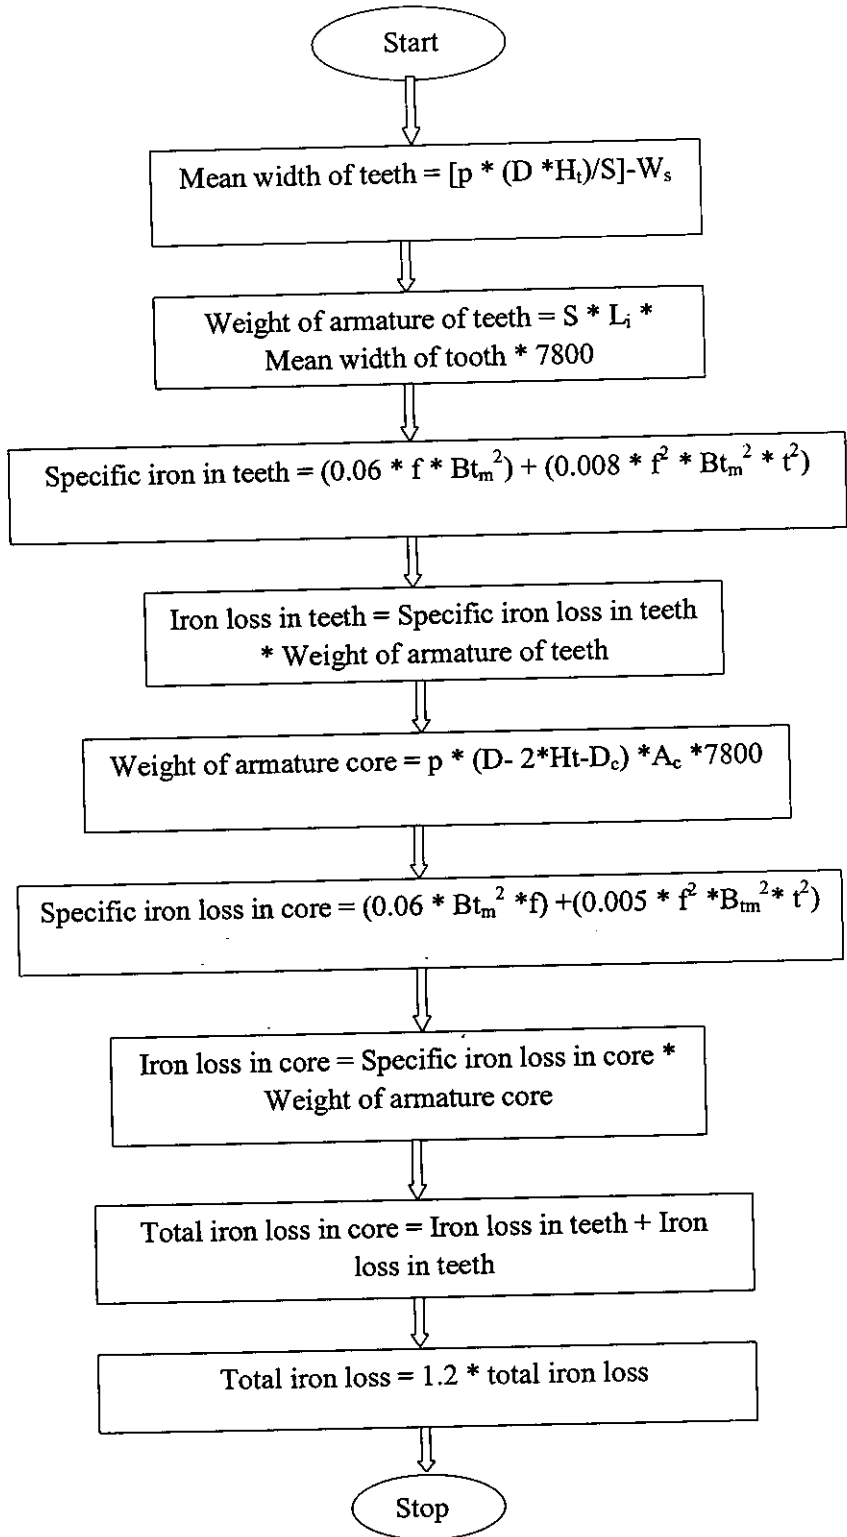 Start
Mean width of teeth = [p * (D *Hₜ)/S]-Wₛ
Weight of armature of teeth = S * Lᵢ *
Mean width of tooth * 7800
Specific iron in teeth = (0.06 * f * Btₘ²) + (0.008 * f² * Btₘ² * t²)
Iron loss in teeth = Specific iron loss in teeth
* Weight of armature of teeth
Weight of armature core = p * (D- 2*Ht-D_c) *A_c *7800
Specific iron loss in core = (0.06 * Btₘ² *f) +(0.005 * f² *Bₜₘ²* t²)
Iron loss in core = Specific iron loss in core *
Weight of armature core
Total iron loss in core = Iron loss in teeth + Iron
loss in teeth
Total iron loss = 1.2 * total iron loss
Stop